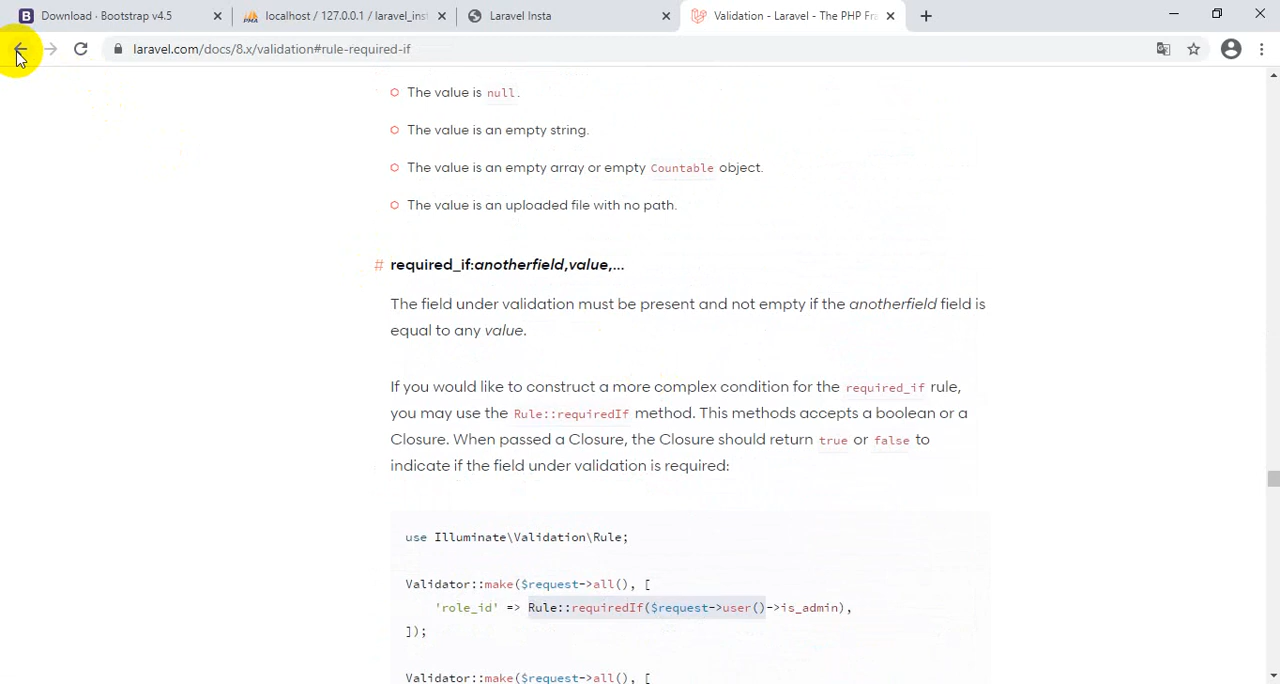 Download · Bootstrap v4.5
localhost / 127.0.0.1 / laravel_inst
Laravel Insta
Validation - Laravel - The PHP Fra
laravel.com/docs/8.x/validation#rule-required-if
The value is null.
The value is an empty string.
The value is an empty array or empty Countable object.
The value is an uploaded file with no path.
# required_if:anotherfield,value,...
The field under validation must be present and not empty if the anotherfield field is
equal to any value.
If you would like to construct a more complex condition for the required_if rule,
you may use the Rule::requiredIf method. This methods accepts a boolean or a
Closure. When passed a Closure, the Closure should return true or false to
indicate if the field under validation is required:
use Illuminate\Validation\Rule;
Validator::make($request->all(), [
'role_id' => Rule::requiredIf($request->user()->is_admin),
]);
Validator::make($request->all(), [